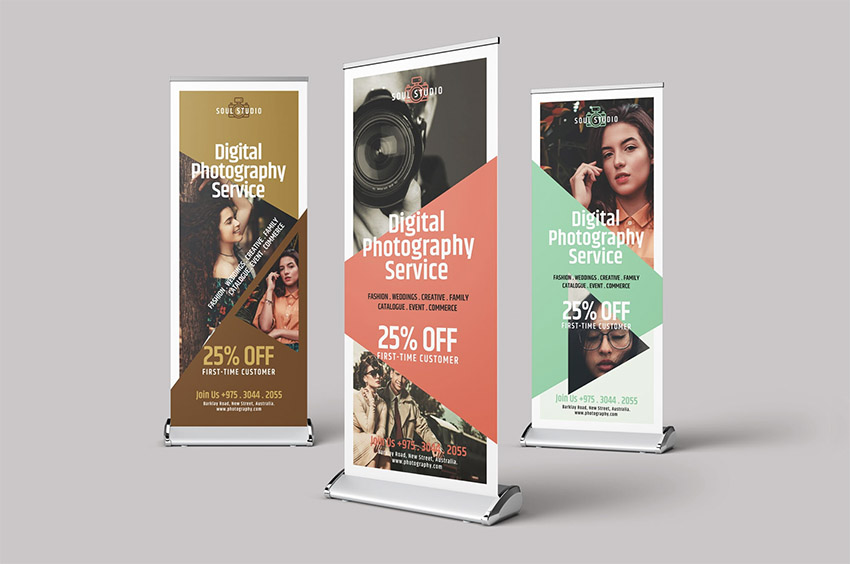 SOUL STUDIO
Digital
Photography
Service
FASHION . WEDDINGS . CREATIVE . FAMILY
CATALOGUE . EVENT . COMMERCE
25% OFF
FIRST-TIME CUSTOMER
Join Us +975 . 3044 . 2055
Barklay Road, New Street, Australia.
www.photography.com
SOUL STUDIO
Digital
Photography
Service
FASHION . WEDDINGS . CREATIVE . FAMILY
CATALOGUE . EVENT . COMMERCE
25% OFF
FIRST-TIME CUSTOMER
Join Us +975 . 3044 . 2055
Barklay Road, New Street, Australia.
www.photography.com
SOUL STUDIO
Digital
Photography
Service
FASHION . WEDDINGS . CREATIVE . FAMILY
CATALOGUE . EVENT . COMMERCE
25% OFF
FIRST-TIME CUSTOMER
Join Us +975 . 3044 . 2055
Barklay Road, New Street, Australia.
www.photography.com